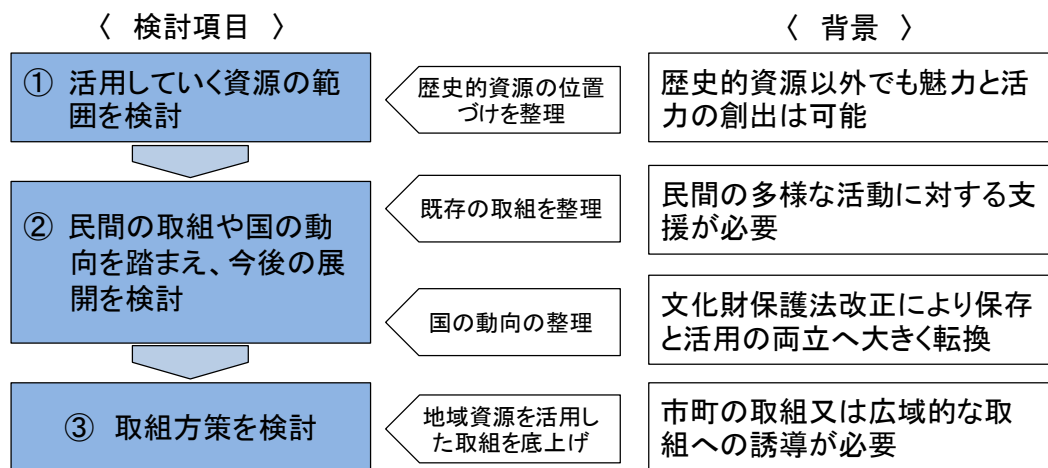 〈 検討項目 〉
〈 背景 〉
① 活用していく資源の範
囲を検討
歴史的資源の位置
づけを整理
歴史的資源以外でも魅力と活
力の創出は可能
② 民間の取組や国の動
向を踏まえ、今後の展
開を検討
既存の取組を整理
民間の多様な活動に対する支
援が必要
国の動向の整理
文化財保護法改正により保存
と活用の両立へ大きく転換
③ 取組方策を検討
地域資源を活用し
た取組を底上げ
市町の取組又は広域的な取
組への誘導が必要